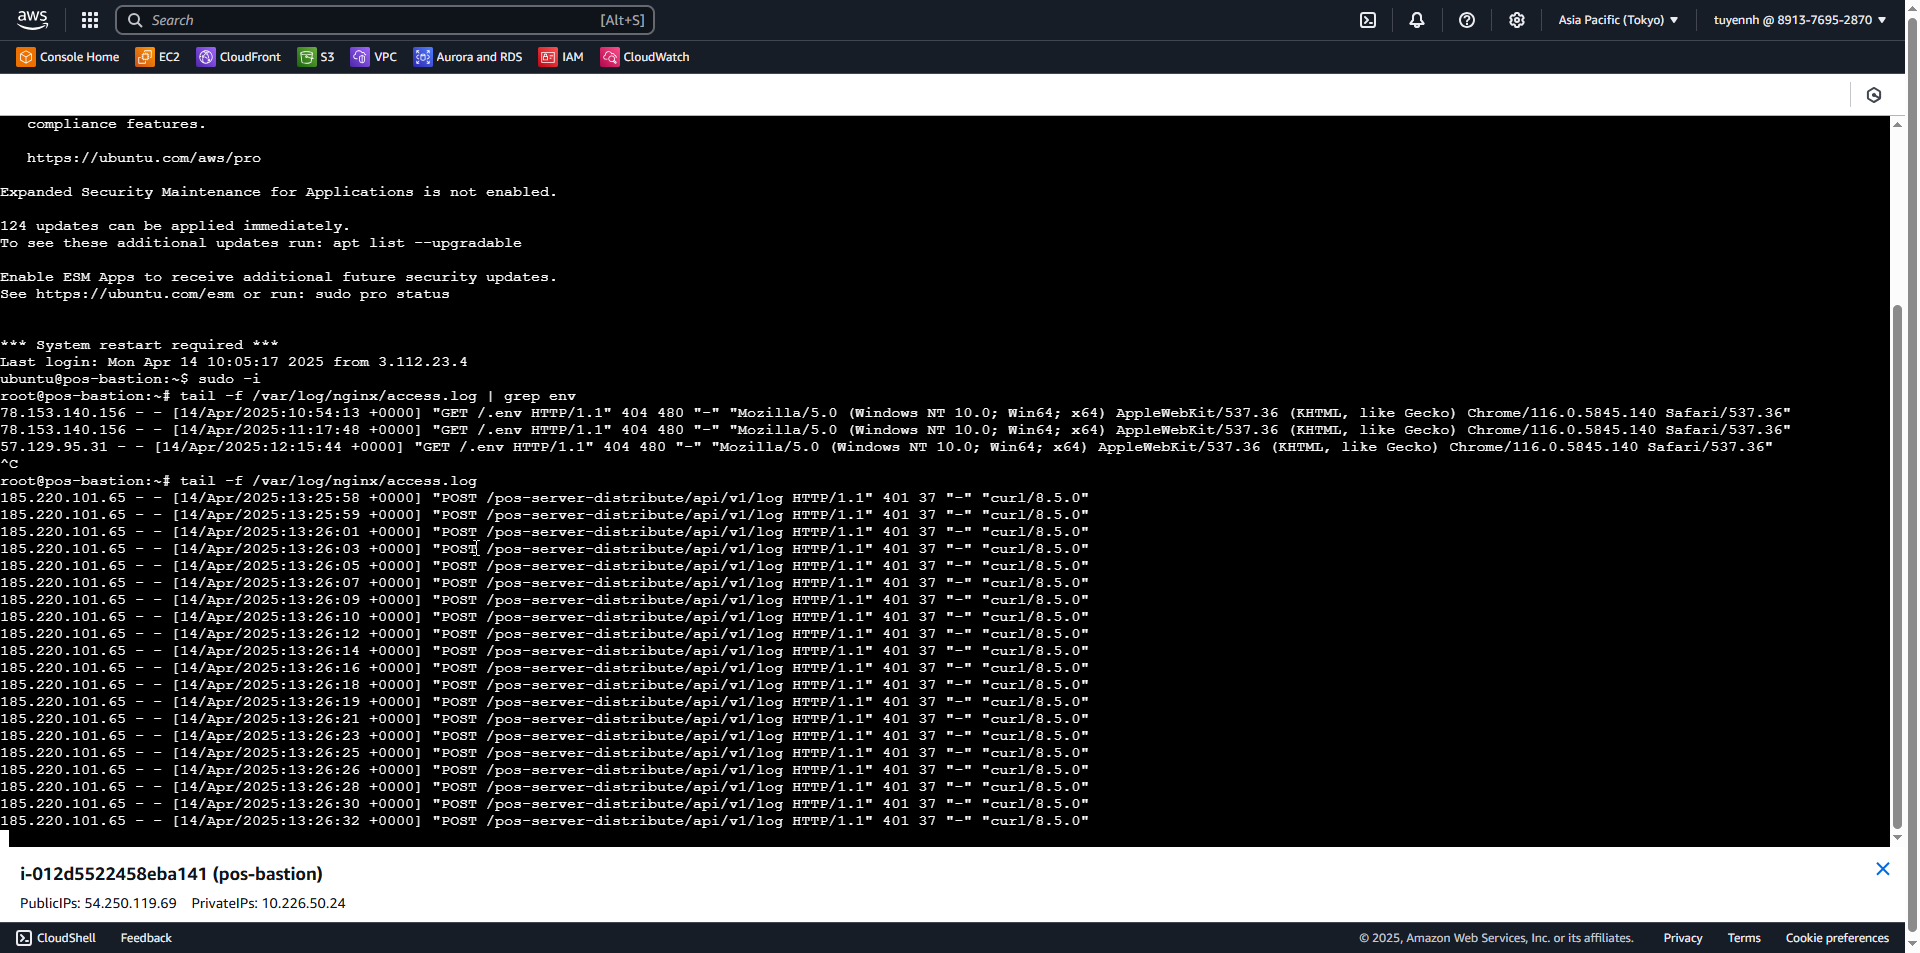 aws
Search [Alt+S] Asia Pacific (Tokyo) ▼ tuyennh @ 8913-7695-2870 ▼
Console Home EC2 CloudFront S3 VPC Aurora and RDS IAM CloudWatch
compliance features.
https://ubuntu.com/aws/pro
Expanded Security Maintenance for Applications is not enabled.
124 updates can be applied immediately.
To see these additional updates run: apt list --upgradable
Enable ESM Apps to receive additional future security updates.
See https://ubuntu.com/esm or run: sudo pro status
*** System restart required ***
Last login: Mon Apr 14 10:05:17 2025 from 3.112.23.4
ubuntu@pos-bastion:~$ sudo -i
root@pos-bastion:~# tail -f /var/log/nginx/access.log | grep env
78.153.140.156 - - [14/Apr/2025:10:54:13 +0000] "GET /.env HTTP/1.1" 404 480 "-" "Mozilla/5.0 (Windows NT 10.0; Win64; x64) AppleWebKit/537.36 (KHTML, like Gecko) Chrome/116.0.5845.140 Safari/537.36"
78.153.140.156 - - [14/Apr/2025:11:17:48 +0000] "GET /.env HTTP/1.1" 404 480 "-" "Mozilla/5.0 (Windows NT 10.0; Win64; x64) AppleWebKit/537.36 (KHTML, like Gecko) Chrome/116.0.5845.140 Safari/537.36"
57.129.95.31 - - [14/Apr/2025:12:15:44 +0000] "GET /.env HTTP/1.1" 404 480 "-" "Mozilla/5.0 (Windows NT 10.0; Win64; x64) AppleWebKit/537.36 (KHTML, like Gecko) Chrome/116.0.5845.140 Safari/537.36"
^C
root@pos-bastion:~# tail -f /var/log/nginx/access.log
185.220.101.65 - - [14/Apr/2025:13:25:58 +0000] "POST /pos-server-distribute/api/v1/log HTTP/1.1" 401 37 "-" "curl/8.5.0"
185.220.101.65 - - [14/Apr/2025:13:25:59 +0000] "POST /pos-server-distribute/api/v1/log HTTP/1.1" 401 37 "-" "curl/8.5.0"
185.220.101.65 - - [14/Apr/2025:13:26:01 +0000] "POST /pos-server-distribute/api/v1/log HTTP/1.1" 401 37 "-" "curl/8.5.0"
185.220.101.65 - - [14/Apr/2025:13:26:03 +0000] "POST /pos-server-distribute/api/v1/log HTTP/1.1" 401 37 "-" "curl/8.5.0"
185.220.101.65 - - [14/Apr/2025:13:26:05 +0000] "POST /pos-server-distribute/api/v1/log HTTP/1.1" 401 37 "-" "curl/8.5.0"
185.220.101.65 - - [14/Apr/2025:13:26:07 +0000] "POST /pos-server-distribute/api/v1/log HTTP/1.1" 401 37 "-" "curl/8.5.0"
185.220.101.65 - - [14/Apr/2025:13:26:09 +0000] "POST /pos-server-distribute/api/v1/log HTTP/1.1" 401 37 "-" "curl/8.5.0"
185.220.101.65 - - [14/Apr/2025:13:26:10 +0000] "POST /pos-server-distribute/api/v1/log HTTP/1.1" 401 37 "-" "curl/8.5.0"
185.220.101.65 - - [14/Apr/2025:13:26:12 +0000] "POST /pos-server-distribute/api/v1/log HTTP/1.1" 401 37 "-" "curl/8.5.0"
185.220.101.65 - - [14/Apr/2025:13:26:14 +0000] "POST /pos-server-distribute/api/v1/log HTTP/1.1" 401 37 "-" "curl/8.5.0"
185.220.101.65 - - [14/Apr/2025:13:26:16 +0000] "POST /pos-server-distribute/api/v1/log HTTP/1.1" 401 37 "-" "curl/8.5.0"
185.220.101.65 - - [14/Apr/2025:13:26:18 +0000] "POST /pos-server-distribute/api/v1/log HTTP/1.1" 401 37 "-" "curl/8.5.0"
185.220.101.65 - - [14/Apr/2025:13:26:19 +0000] "POST /pos-server-distribute/api/v1/log HTTP/1.1" 401 37 "-" "curl/8.5.0"
185.220.101.65 - - [14/Apr/2025:13:26:21 +0000] "POST /pos-server-distribute/api/v1/log HTTP/1.1" 401 37 "-" "curl/8.5.0"
185.220.101.65 - - [14/Apr/2025:13:26:23 +0000] "POST /pos-server-distribute/api/v1/log HTTP/1.1" 401 37 "-" "curl/8.5.0"
185.220.101.65 - - [14/Apr/2025:13:26:25 +0000] "POST /pos-server-distribute/api/v1/log HTTP/1.1" 401 37 "-" "curl/8.5.0"
185.220.101.65 - - [14/Apr/2025:13:26:26 +0000] "POST /pos-server-distribute/api/v1/log HTTP/1.1" 401 37 "-" "curl/8.5.0"
185.220.101.65 - - [14/Apr/2025:13:26:28 +0000] "POST /pos-server-distribute/api/v1/log HTTP/1.1" 401 37 "-" "curl/8.5.0"
185.220.101.65 - - [14/Apr/2025:13:26:30 +0000] "POST /pos-server-distribute/api/v1/log HTTP/1.1" 401 37 "-" "curl/8.5.0"
185.220.101.65 - - [14/Apr/2025:13:26:32 +0000] "POST /pos-server-distribute/api/v1/log HTTP/1.1" 401 37 "-" "curl/8.5.0"
i-012d5522458eba141 (pos-bastion)
PublicIPs: 54.250.119.69 PrivateIPs: 10.226.50.24
CloudShell Feedback © 2025, Amazon Web Services, Inc. or its affiliates. Privacy Terms Cookie preferences